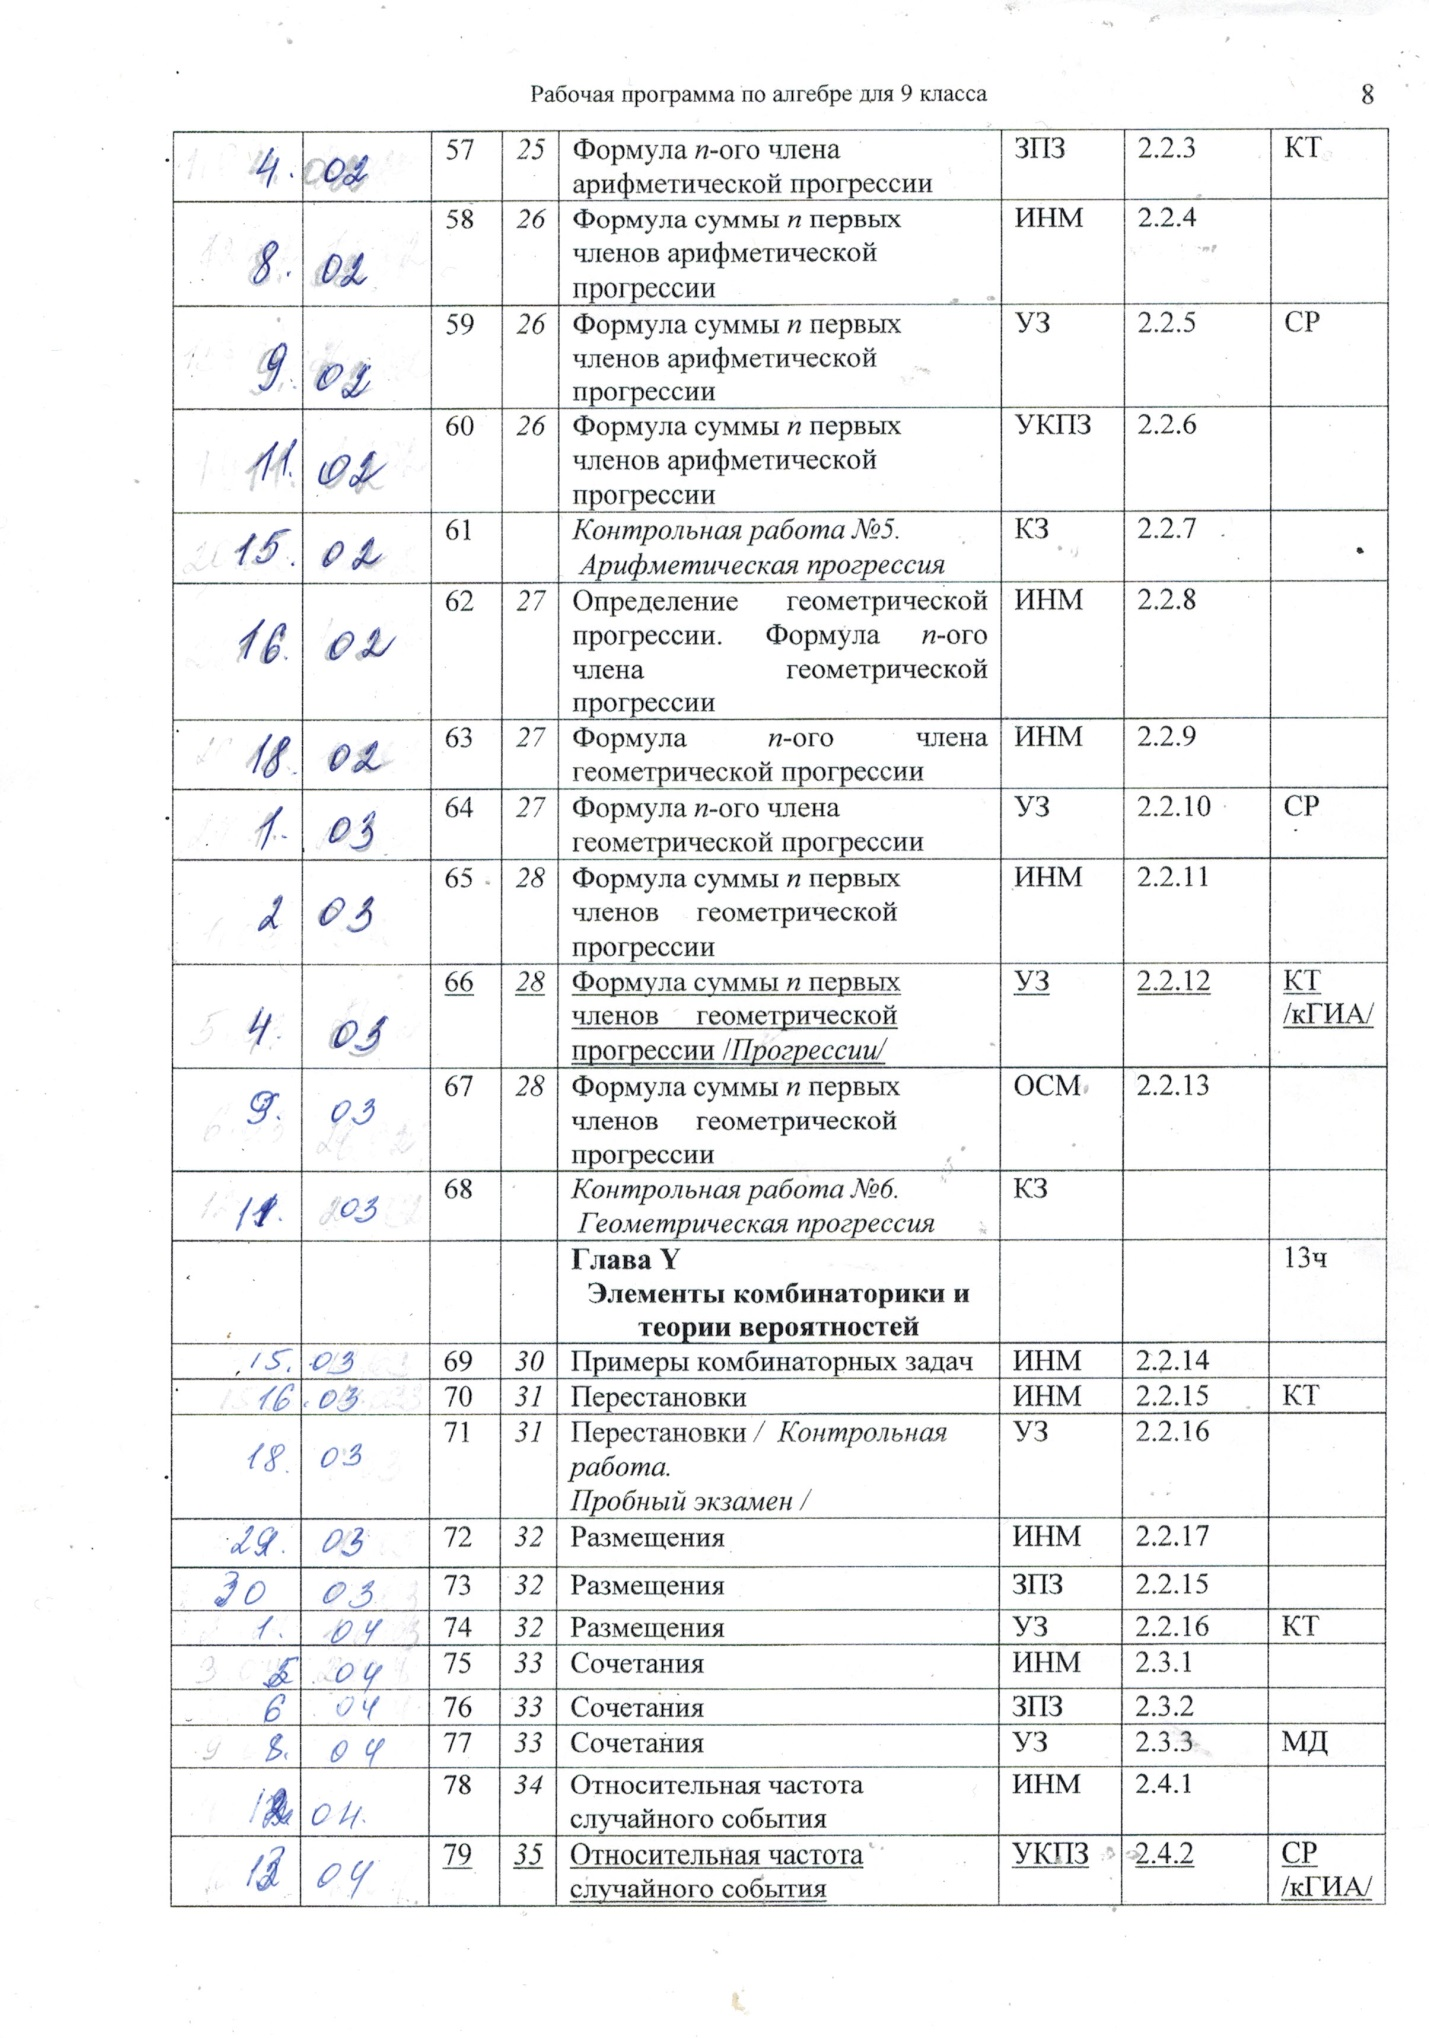 Рабочая программа по алгебре для 9 класса 8
4. 02 57 25 Формула n-ого члена ЗПЗ 2.2.3 КТ
арифметической прогрессии
8. 02 58 26 Формула суммы n первых ИНМ 2.2.4
членов арифметической
прогрессии
9. 02 59 26 Формула суммы n первых УЗ 2.2.5 СР
членов арифметической
прогрессии
11. 02 60 26 Формула суммы n первых УКПЗ 2.2.6
членов арифметической
прогрессии
15. 02 61 Контрольная работа №5. КЗ 2.2.7
Арифметическая прогрессия
16. 02 62 27 Определение геометрической ИНМ 2.2.8
прогрессии. Формула n-ого
члена геометрической
прогрессии
18. 02 63 27 Формула n-ого члена ИНМ 2.2.9
геометрической прогрессии
1. 03 64 27 Формула n-ого члена УЗ 2.2.10 СР
геометрической прогрессии
2 03 65 28 Формула суммы n первых ИНМ 2.2.11
членов геометрической
прогрессии
4. 03 66 28 Формула суммы n первых УЗ 2.2.12 КТ
членов геометрической /кГИА/
прогрессии /Прогрессии/
9. 03 67 28 Формула суммы n первых ОСМ 2.2.13
членов геометрической
прогрессии
11. 03 68 Контрольная работа №6. КЗ
Геометрическая прогрессия
Глава Y 13ч
Элементы комбинаторики и
теории вероятностей
15. 03 69 30 Примеры комбинаторных задач ИНМ 2.2.14
16. 03 70 31 Перестановки ИНМ 2.2.15 КТ
18. 03 71 31 Перестановки / Контрольная УЗ 2.2.16
работа.
Пробный экзамен /
29. 03 72 32 Размещения ИНМ 2.2.17
30 03 73 32 Размещения ЗПЗ 2.2.15
1. 04 74 32 Размещения УЗ 2.2.16 КТ
5 04 75 33 Сочетания ИНМ 2.3.1
6 04 76 33 Сочетания ЗПЗ 2.3.2
8. 04 77 33 Сочетания УЗ 2.3.3 МД
04. 78 34 Относительная частота ИНМ 2.4.1
случайного события
13 04 79 35 Относительная частота УКПЗ 2.4.2 СР
случайного события /кГИА/